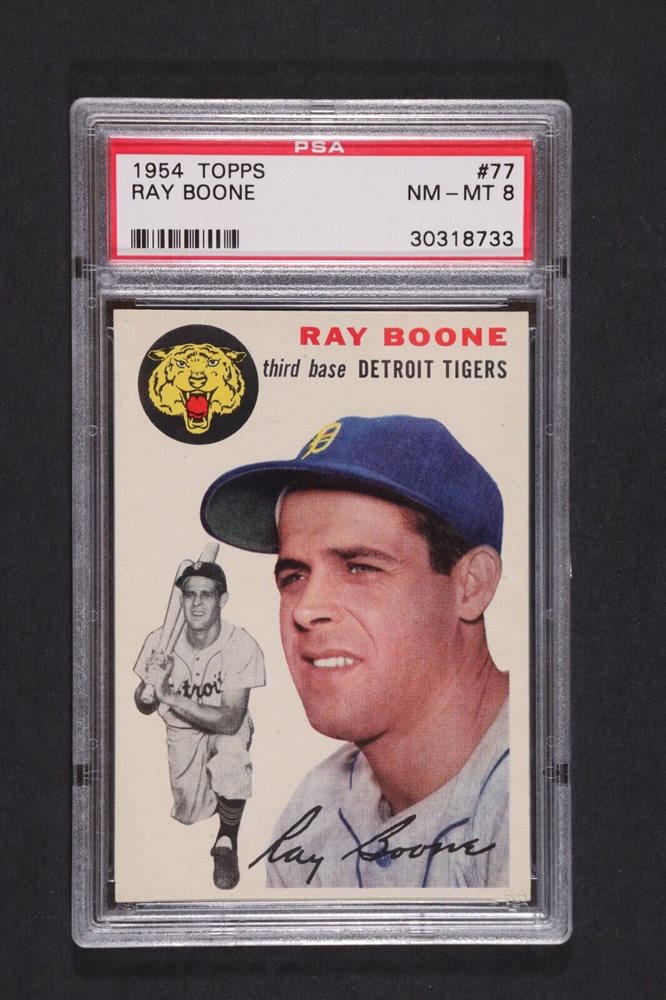 PSA
1954 TOPPS #77
RAY BOONE NM - MT 8
30318733
RAY BOONE
third base DETROIT TIGERS
D
Detroit
Ray Boone